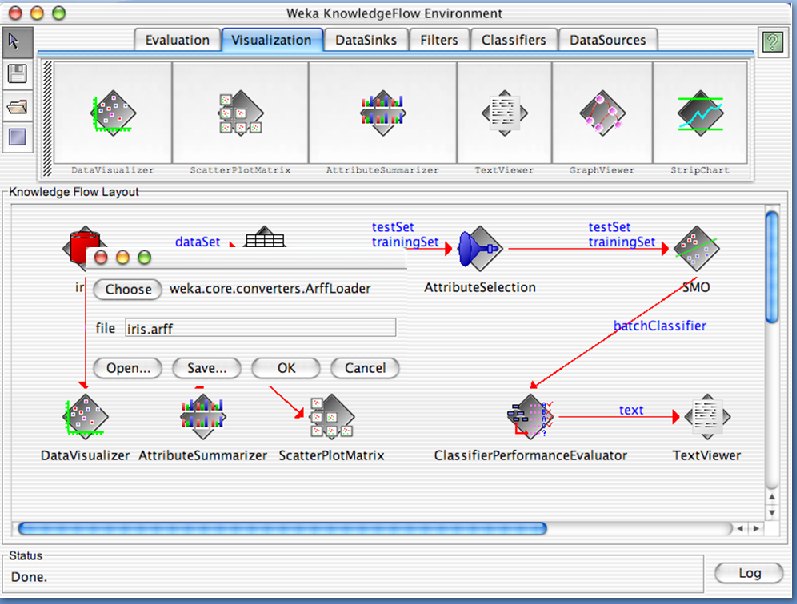 Weka KnowledgeFlow Environment
Evaluation Visualization DataSinks Filters Classifiers DataSources
DataVisualizer ScatterPlotMatrix AttributeSummarizer TextViewer GraphViewer StripChart
Knowledge Flow Layout
dataSet
testSet
trainingSet
testSet
trainingSet
AttributeSelection
SMO
Choose weka.core.converters.ArffLoader
file iris.arff
Open... Save... OK Cancel
batchClassifier
text
DataVisualizer AttributeSummarizer ScatterPlotMatrix ClassifierPerformanceEvaluator TextViewer
Status
Done.
Log